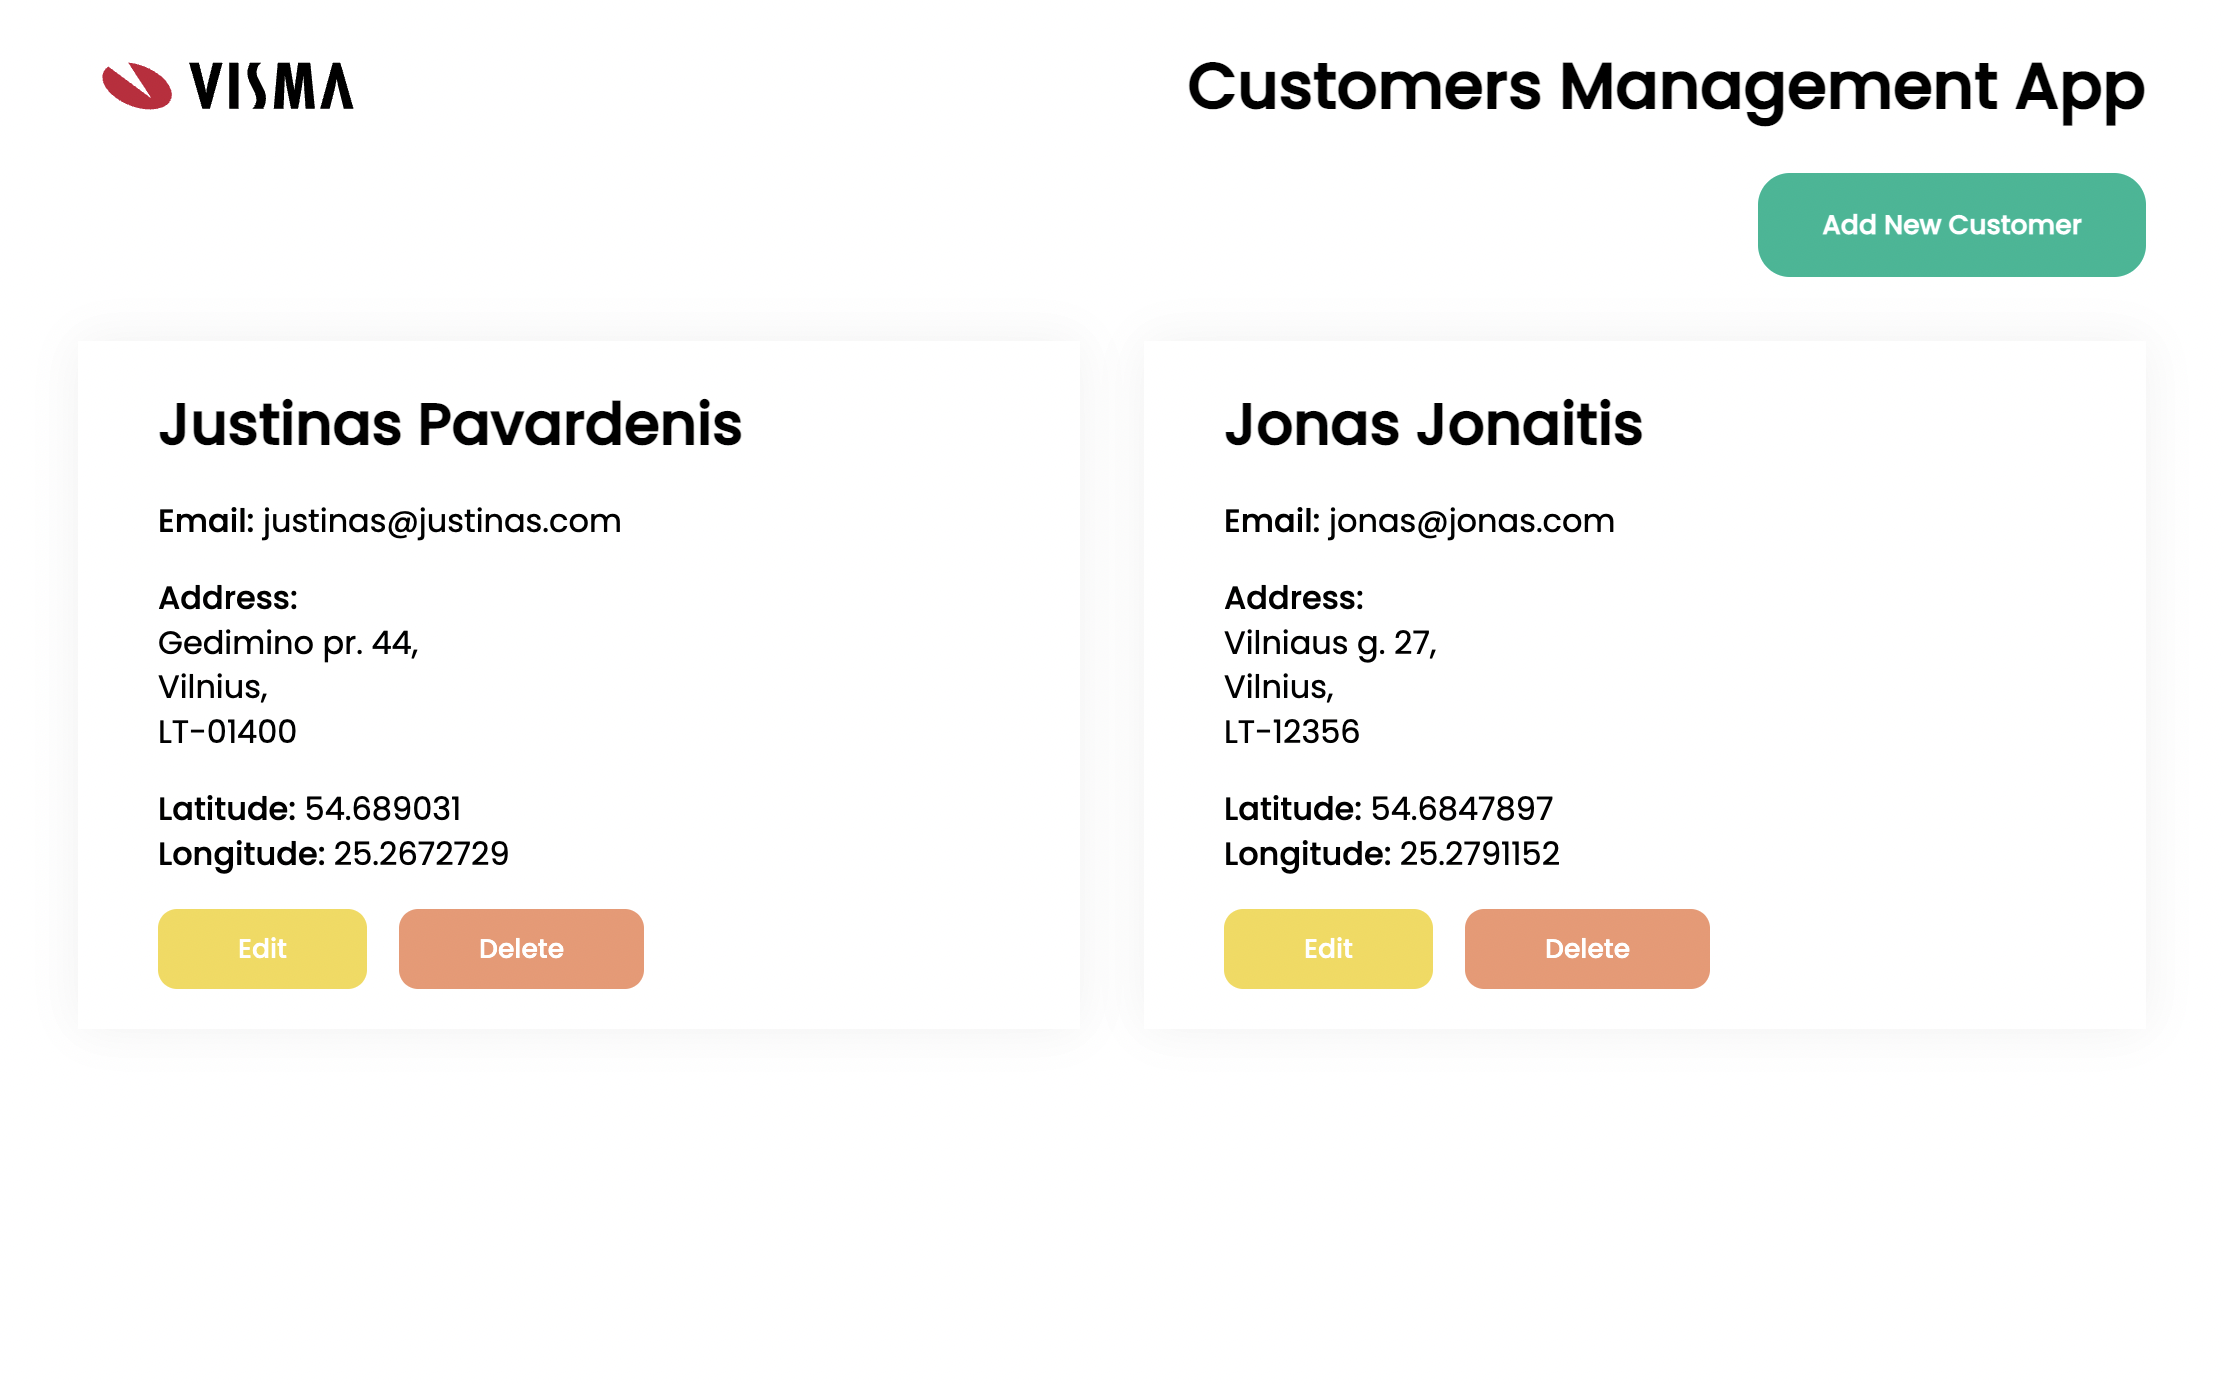 VISMA
Customers Management App
Add New Customer
Justinas Pavardenis
Email: justinas@justinas.com
Address:
Gedimino pr. 44,
Vilnius,
LT-01400
Latitude: 54.689031
Longitude: 25.2672729
Edit
Delete
Jonas Jonaitis
Email: jonas@jonas.com
Address:
Vilniaus g. 27,
Vilnius,
LT-12356
Latitude: 54.6847897
Longitude: 25.2791152
Edit
Delete